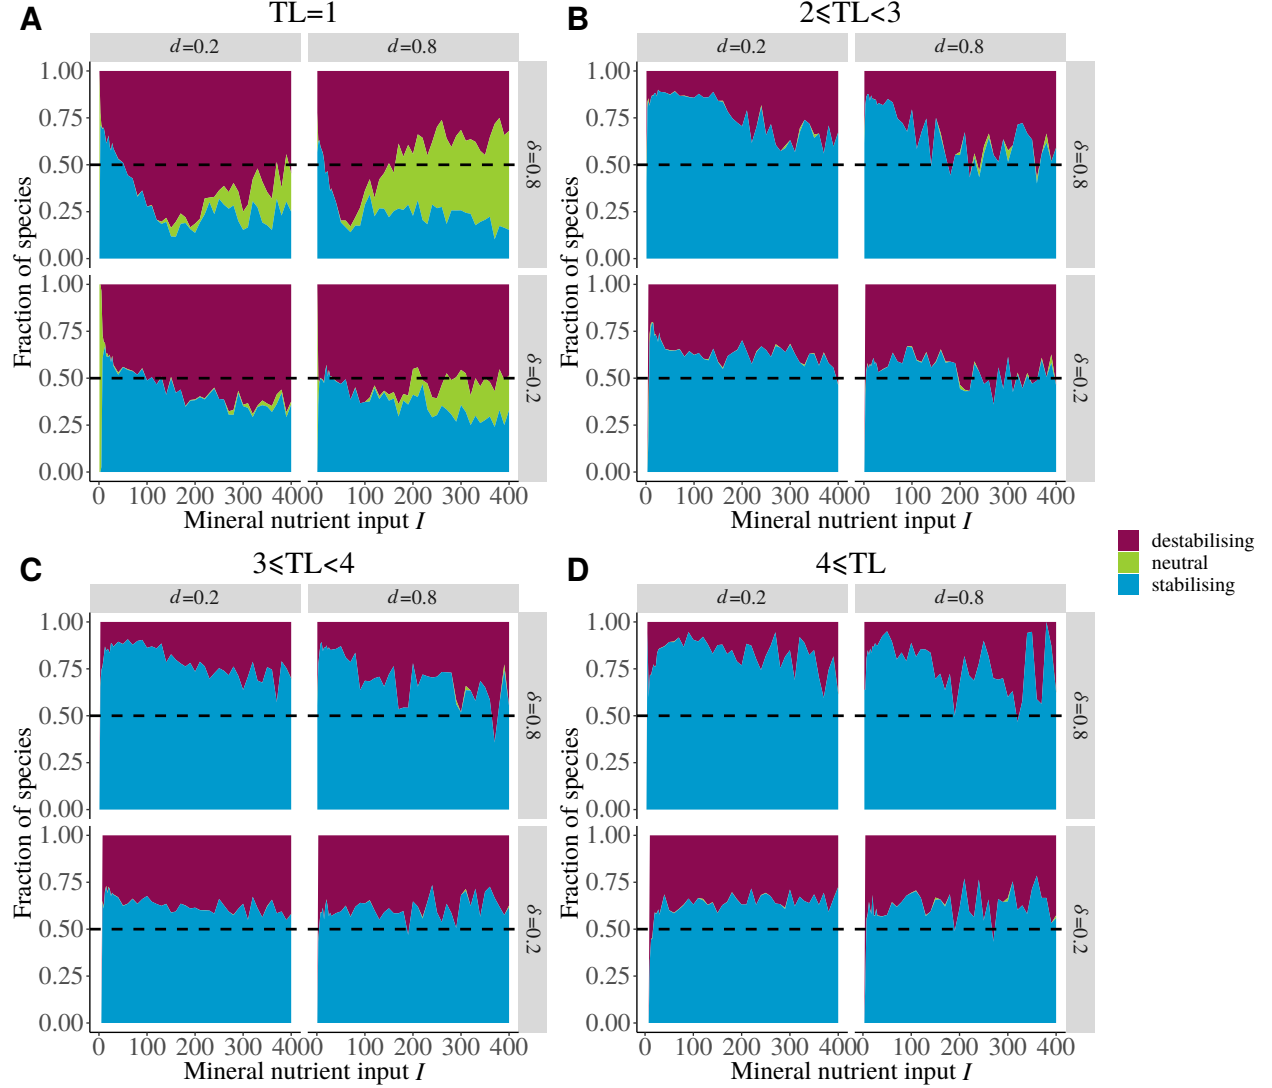 A
TL=1
d=0.2
d=0.8
1.00
0.75
0.50
0.25
0.00
δ=0.8
1.00
0.75
0.50
0.25
0.00
δ=0.2
Fraction of species
0 100 200 300 400
0 100 200 300 400
Mineral nutrient input I
B
2⩽TL<3
d=0.2
d=0.8
1.00
0.75
0.50
0.25
0.00
δ=0.8
1.00
0.75
0.50
0.25
0.00
δ=0.2
Fraction of species
0 100 200 300 400
0 100 200 300 400
Mineral nutrient input I
destabilising
neutral
stabilising
C
3⩽TL<4
d=0.2
d=0.8
1.00
0.75
0.50
0.25
0.00
δ=0.8
1.00
0.75
0.50
0.25
0.00
δ=0.2
Fraction of species
0 100 200 300 400
0 100 200 300 400
Mineral nutrient input I
D
4⩽TL
d=0.2
d=0.8
1.00
0.75
0.50
0.25
0.00
δ=0.8
1.00
0.75
0.50
0.25
0.00
δ=0.2
Fraction of species
0 100 200 300 400
0 100 200 300 400
Mineral nutrient input I